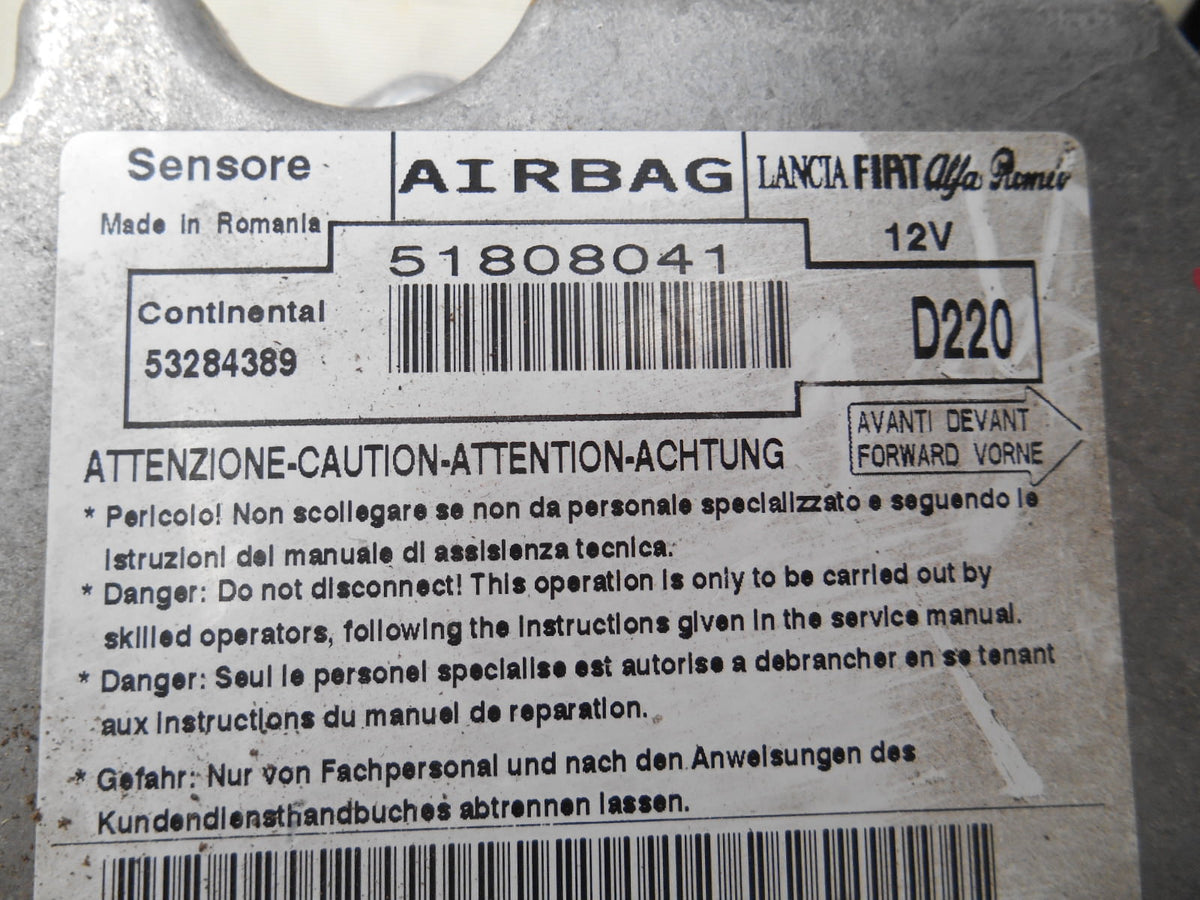 Sensore
AIRBAG
LANCIA FIAT Alfa Romeo
Made in Romania
12V
51808041
Continental
53284389
D220
AVANTI DEVANT
FORWARD VORNE
ATTENZIONE-CAUTION-ATTENTION-ACHTUNG
* Pericolo! Non scollegare se non da personale specializzato e seguendo le
istruzioni del manuale di assisienza tecnica.
* Danger: Do not disconnect! This operation is only to be carried out by
skilled operators, following the instructions given in the service manual.
* Danger: Seul le personel specialise est autorise a debrancher en se tenant
aux instructions du manuel de reparation.
* Gefahr: Nur von Fachpersonal und nach den Anweisungen des
Kundendiensthandbuches abtrennen lassen.